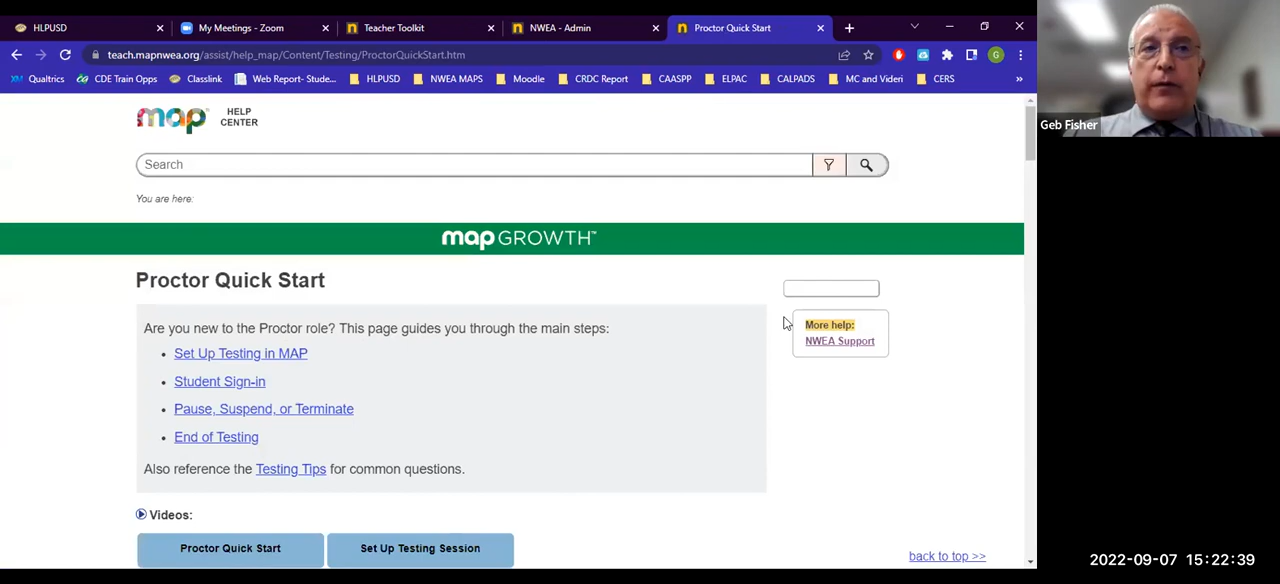 HLPUSD
My Meetings - Zoom
Teacher Toolkit
NWEA - Admin
Proctor Quick Start
teach.mapnwea.org/assist/help_map/Content/Testing/ProctorQuickStart.htm
Qualtrics
CDE Train Opps
Classlink
Web Report- Stude...
HLPUSD
NWEA MAPS
Moodle
CRDC Report
CAASPP
ELPAC
CALPADS
MC and Videri
CERS
»
Geb Fisher
map HELP CENTER
Search
You are here:
map GROWTH™
Proctor Quick Start
Are you new to the Proctor role? This page guides you through the main steps:
• Set Up Testing in MAP
• Student Sign-in
• Pause, Suspend, or Terminate
• End of Testing
Also reference the Testing Tips for common questions.
More help:
NWEA Support
Videos:
Proctor Quick Start
Set Up Testing Session
back to top >>
2022-09-07 15:22:39